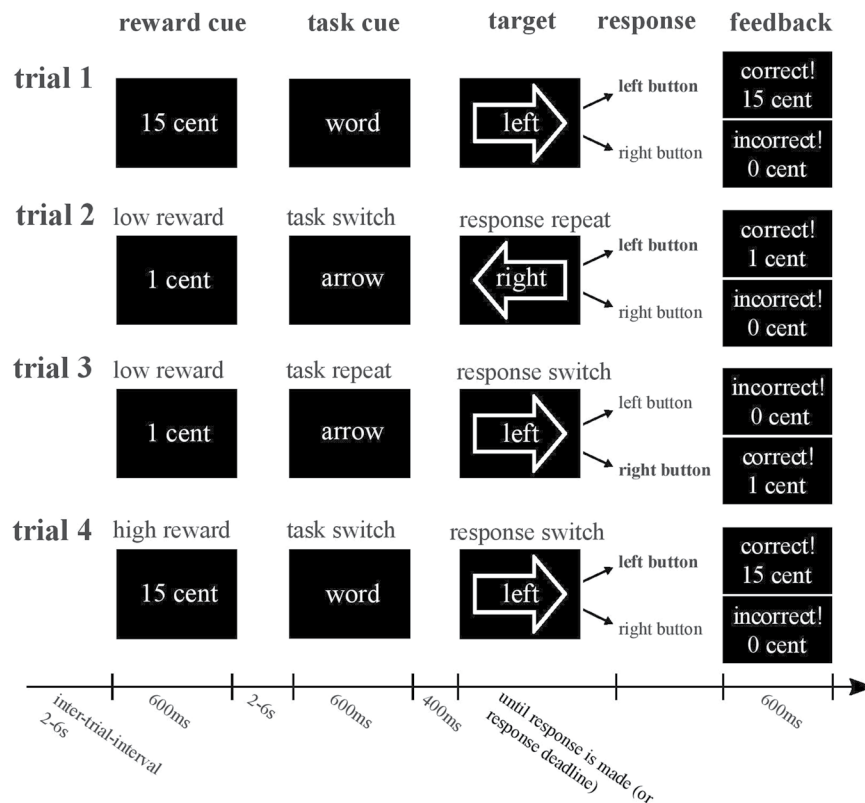 reward cue
task cue
target
response
feedback
trial 1
15 cent
word
left
left button
right button
correct!
15 cent
incorrect!
0 cent
trial 2
low reward
task switch
response repeat
1 cent
arrow
right
left button
right button
correct!
1 cent
incorrect!
0 cent
trial 3
low reward
task repeat
response switch
1 cent
arrow
left
left button
right button
incorrect!
0 cent
correct!
1 cent
trial 4
high reward
task switch
response switch
15 cent
word
left
left button
right button
correct!
15 cent
incorrect!
0 cent
inter-trial-interval
2-6s
600ms
2-6s
600ms
400ms
until response is made (or
response deadline)
600ms